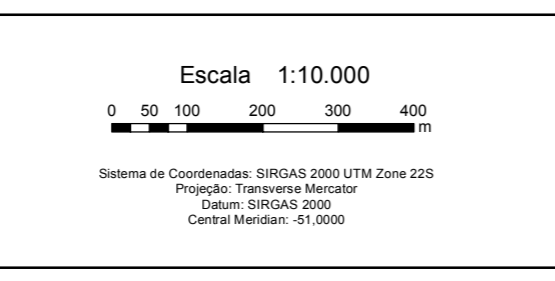 Escala 1:10.000
0 50 100 200 300 400
m
Sistema de Coordenadas: SIRGAS 2000 UTM Zone 22S
Projeção: Transverse Mercator
Datum: SIRGAS 2000
Central Meridian: -51,0000